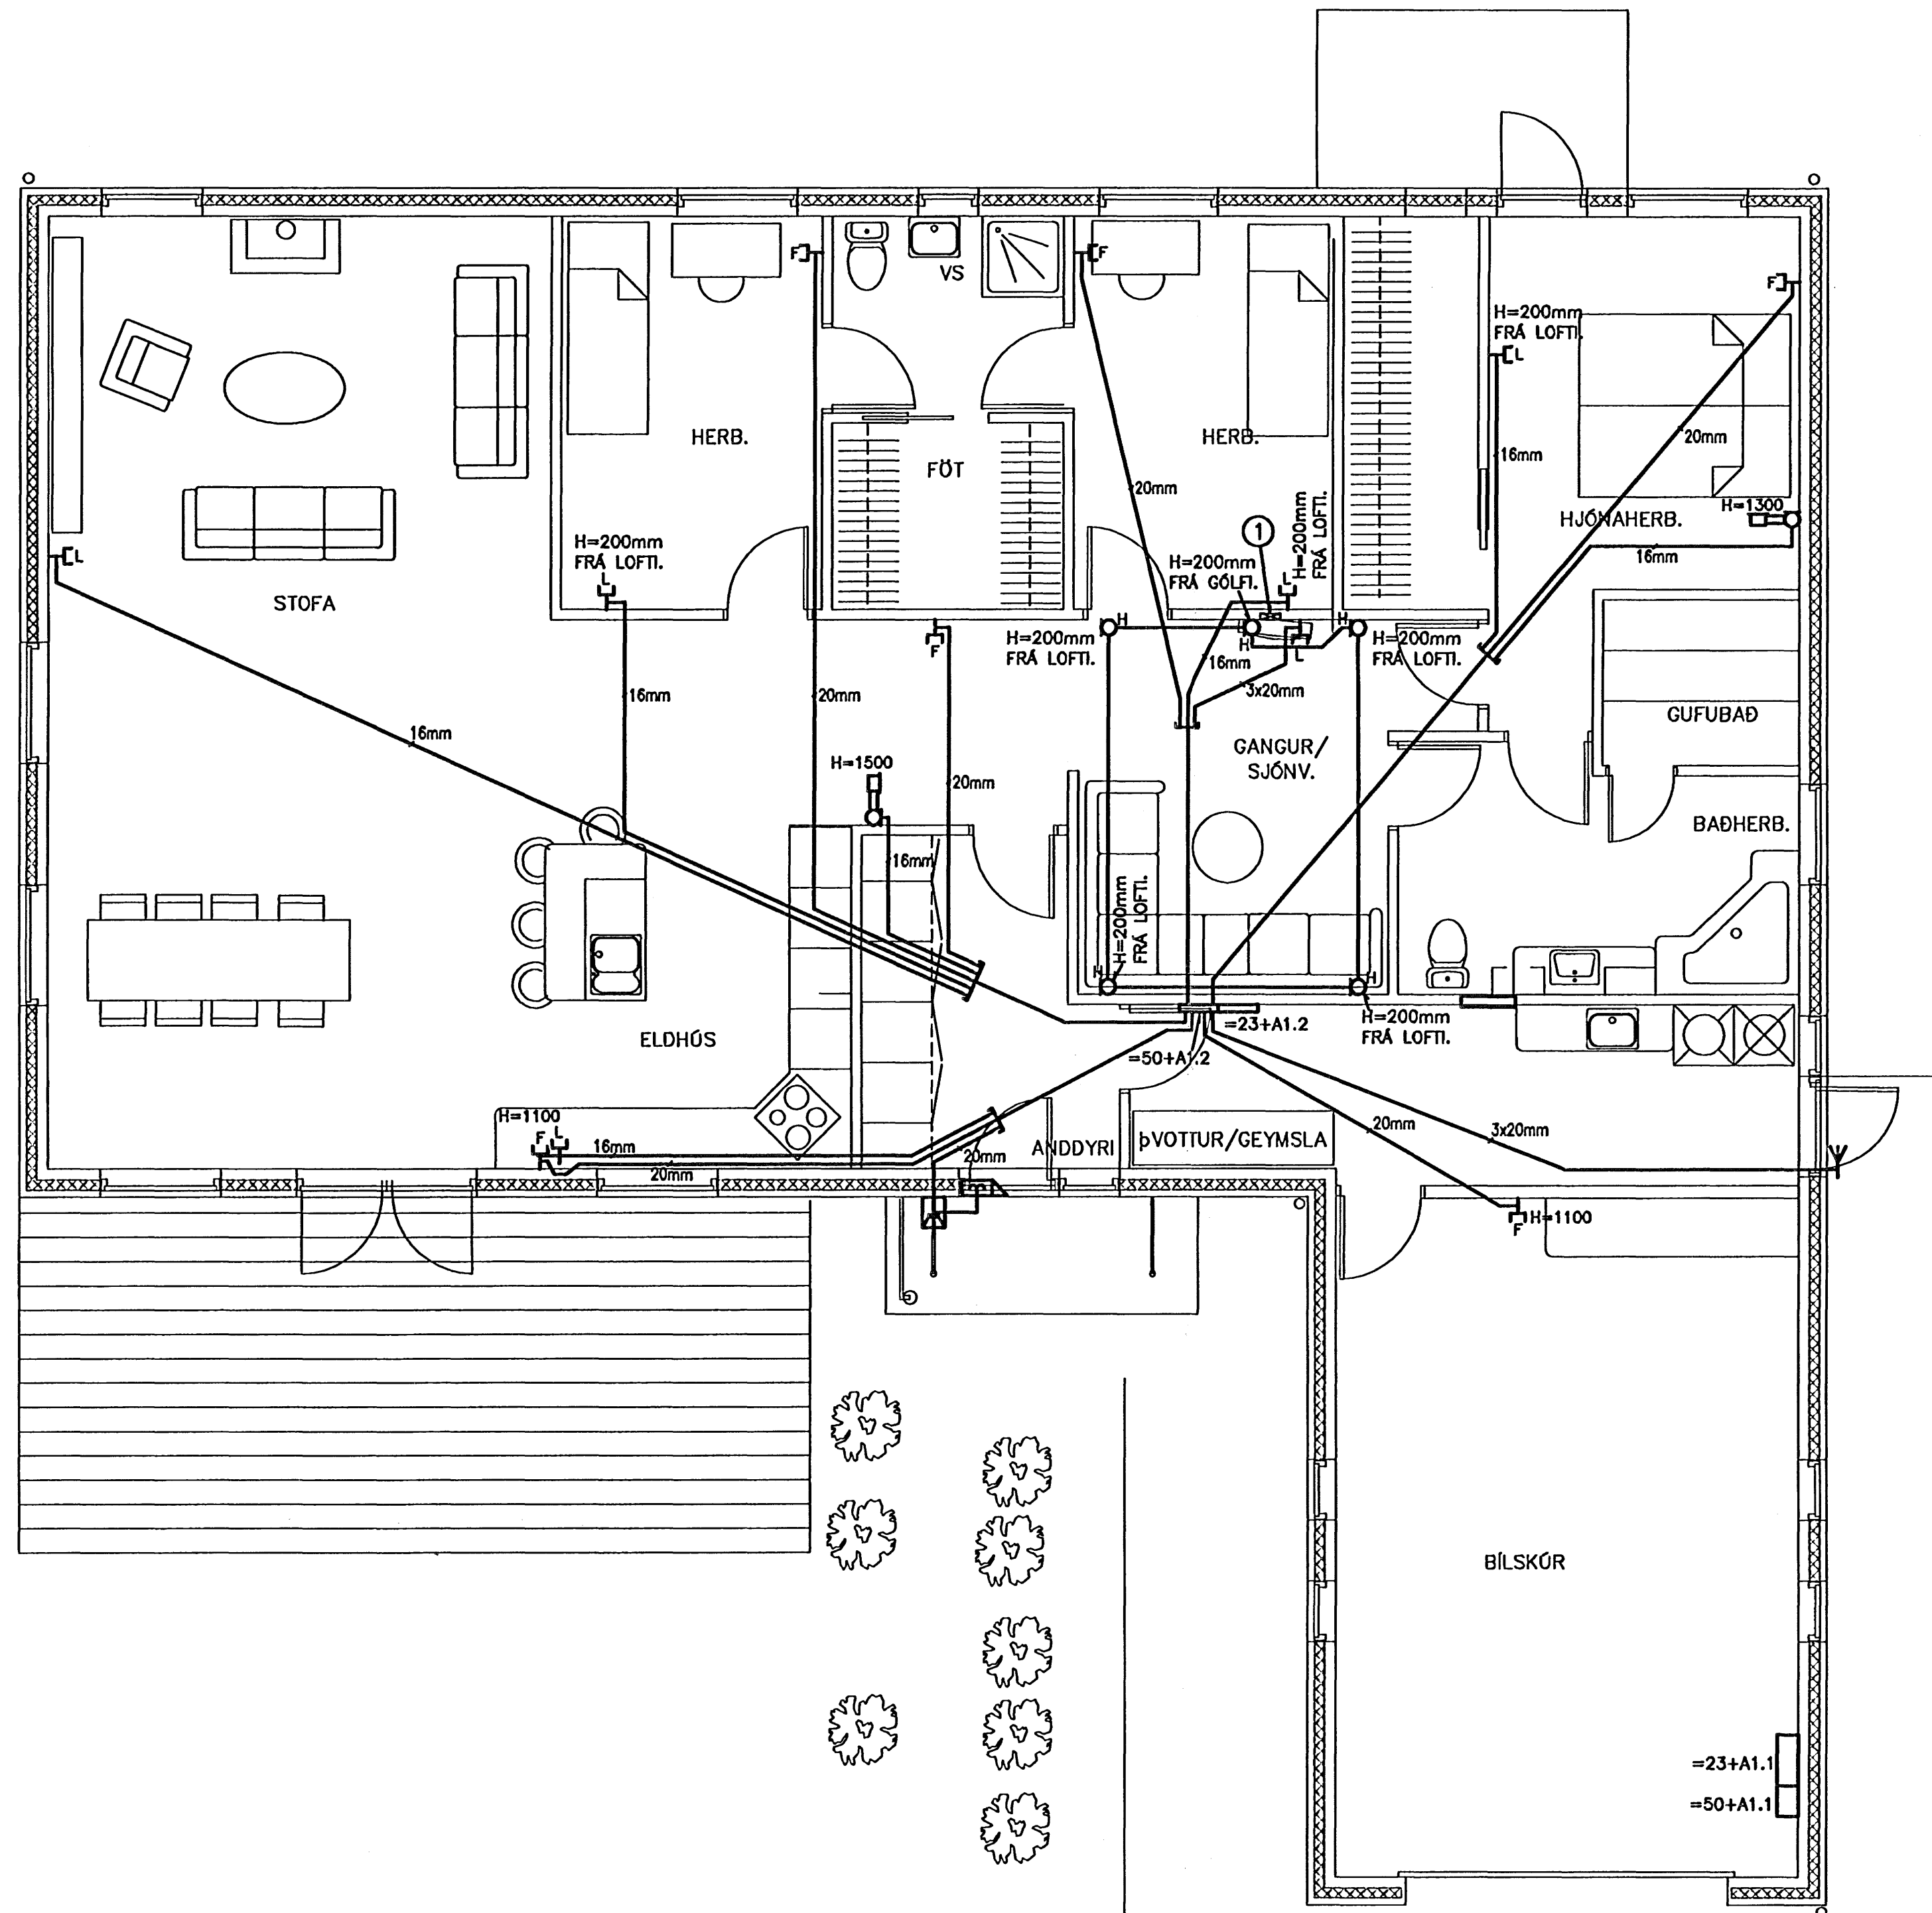 F
VS
F
F
H=200mm
FRÁ LOFTI.
L
HERB.
HERB.
20mm
16mm
FÖT
20mm
H=200mm
FRÁ LOFTI.
H=1300
HJÓNAHERB.
1
16mm
H=200mm
FRÁ LOFTI.
L
H=200mm
FRÁ GÓLFI.
L
L
STOFA
H
H
H=200mm
FRÁ LOFTI.
F
H
L
H=200mm
FRÁ LOFTI.
16mm
3x20mm
16mm
20mm
16mm
GUFUBAÐ
GANGUR/
SJÓNV.
H=1500
20mm
BAÐHERB.
16mm
H=200mm
FRÁ LOFTI.
H
H
=23+A1.2
H=200mm
FRÁ LOFTI.
ELDHÚS
=50+A1.2
H=1100
F
L
16mm
20mm
20mm
ANDDYRI
ÞVOTTUR/GEYMSLA
20mm
3x20mm
F
H=1100
BÍLSKÚR
=23+A1.1
=50+A1.1